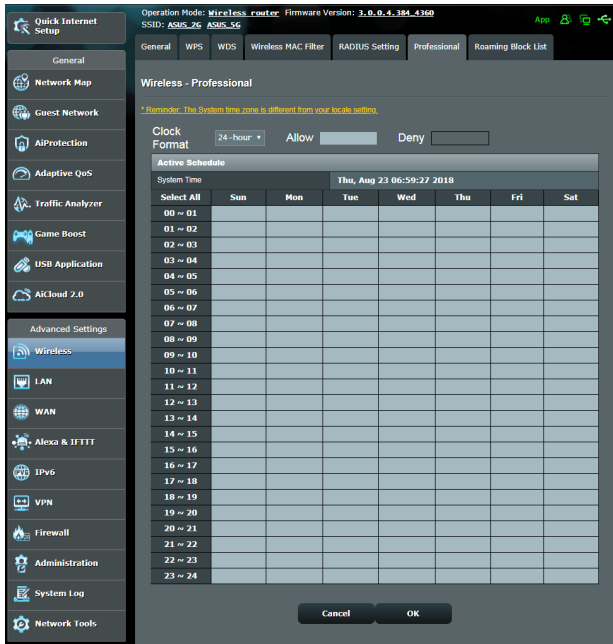 Quick Internet
Setup
General
Network Map
Guest Network
AiProtection
Adaptive QoS
Traffic Analyzer
Game Boost
USB Application
AiCloud 2.0
Advanced Settings
Wireless
LAN
WAN
Alexa & IFTTT
IPv6
VPN
Firewall
Administration
System Log
Network Tools
Operation Mode: Wireless router Firmware Version: 3.0.0.4.384_4360
SSID: ASUS_2G ASUS_5G
App
General WPS WDS Wireless MAC Filter RADIUS Setting Professional Roaming Block List
Wireless - Professional
* Reminder: The System time zone is different from your locale setting.
Clock
Format 24-hour Allow Deny
Active Schedule
System Time Thu, Aug 23 06:59:27 2018
Select All Sun Mon Tue Wed Thu Fri Sat
00 ~ 01
01 ~ 02
02 ~ 03
03 ~ 04
04 ~ 05
05 ~ 06
06 ~ 07
07 ~ 08
08 ~ 09
09 ~ 10
10 ~ 11
11 ~ 12
12 ~ 13
13 ~ 14
14 ~ 15
15 ~ 16
16 ~ 17
17 ~ 18
18 ~ 19
19 ~ 20
20 ~ 21
21 ~ 22
22 ~ 23
23 ~ 24
Cancel OK